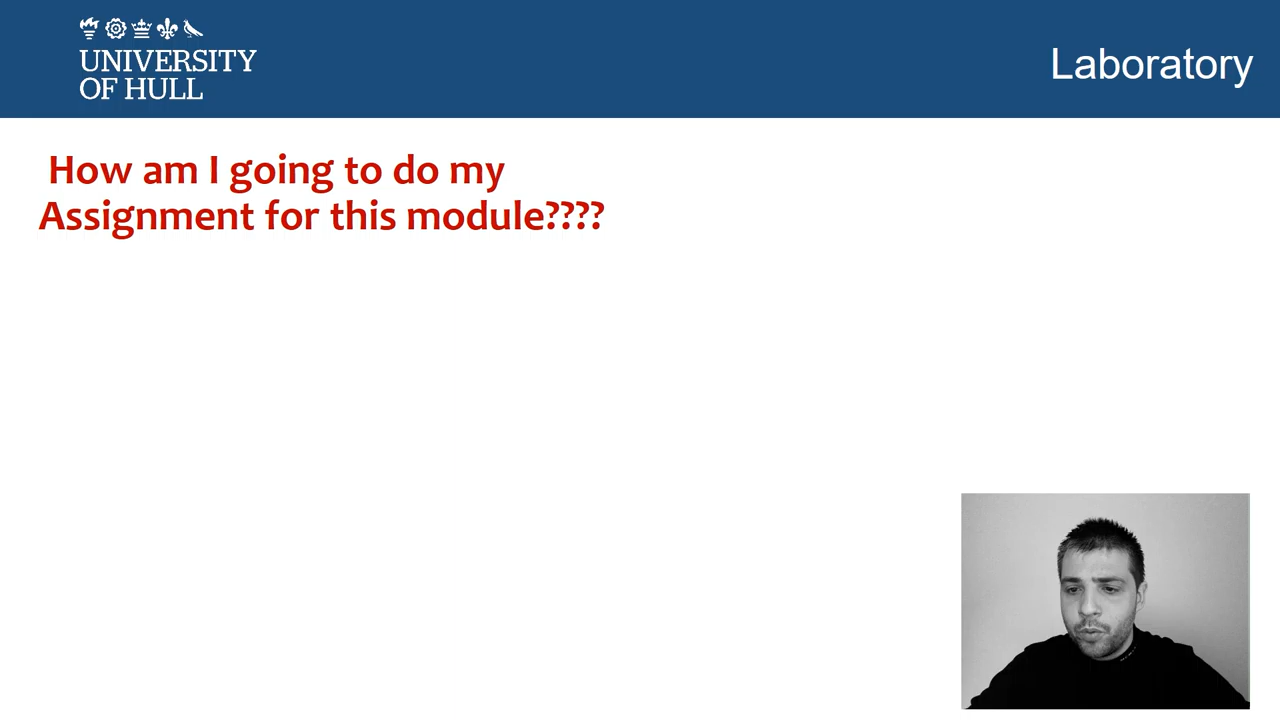 UNIVERSITY
OF HULL
Laboratory
How am I going to do my
Assignment for this module????